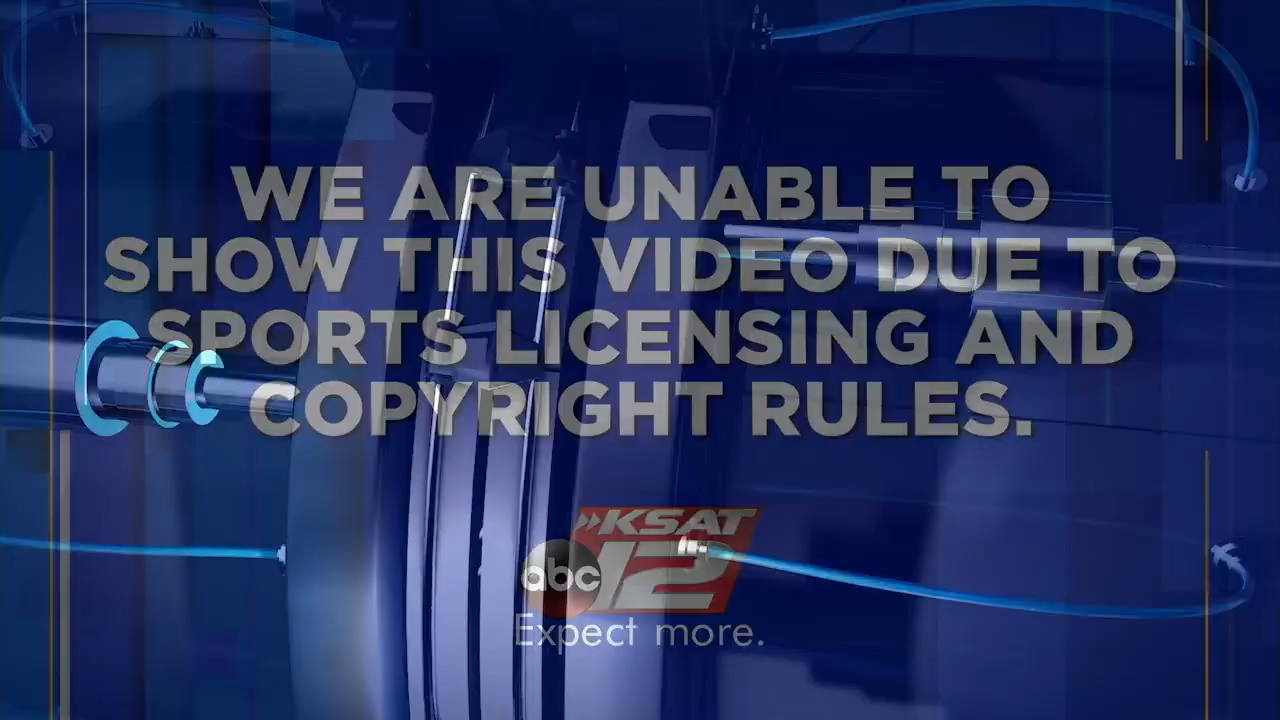 WE ARE UNABLE TO
SHOW THIS VIDEO DUE TO
SPORTS LICENSING AND
COPYRIGHT RULES.
KSAT
abc 12
Expect more.